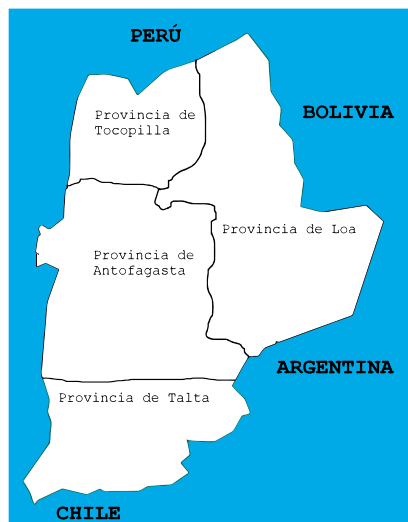 PERÚ
Provincia de
Tocopilla
BOLIVIA
Provincia de Loa
Provincia de
Antofagasta
ARGENTINA
Provincia de Talta
CHILE